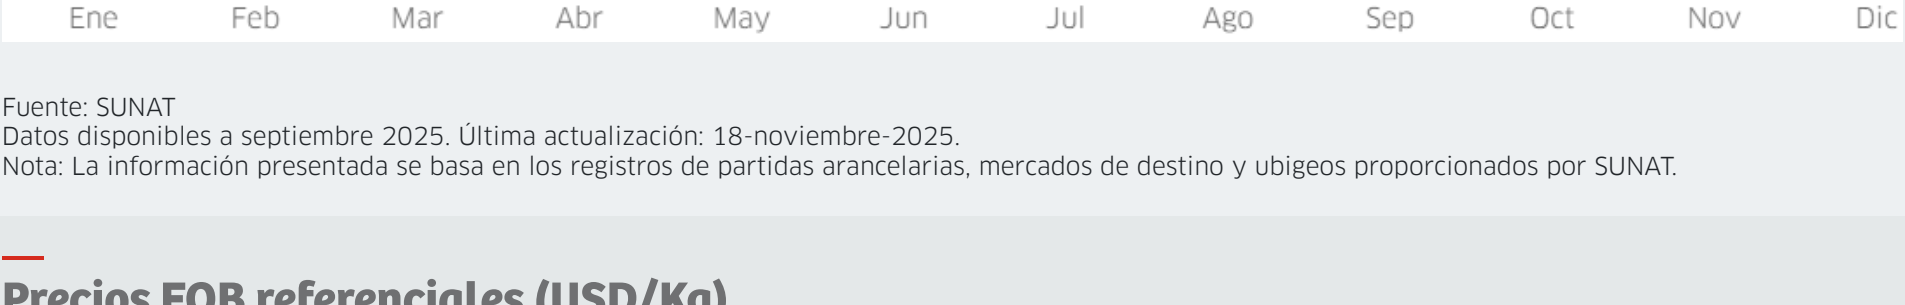 Ene Feb Mar Abr May Jun Jul Ago Sep Oct Nov Dic
Fuente: SUNAT
Datos disponibles a septiembre 2025. Última actualización: 18-noviembre-2025.
Nota: La información presentada se basa en los registros de partidas arancelarias, mercados de destino y ubigeos proporcionados por SUNAT.
Precios FOB referenciales (USD/Kg)